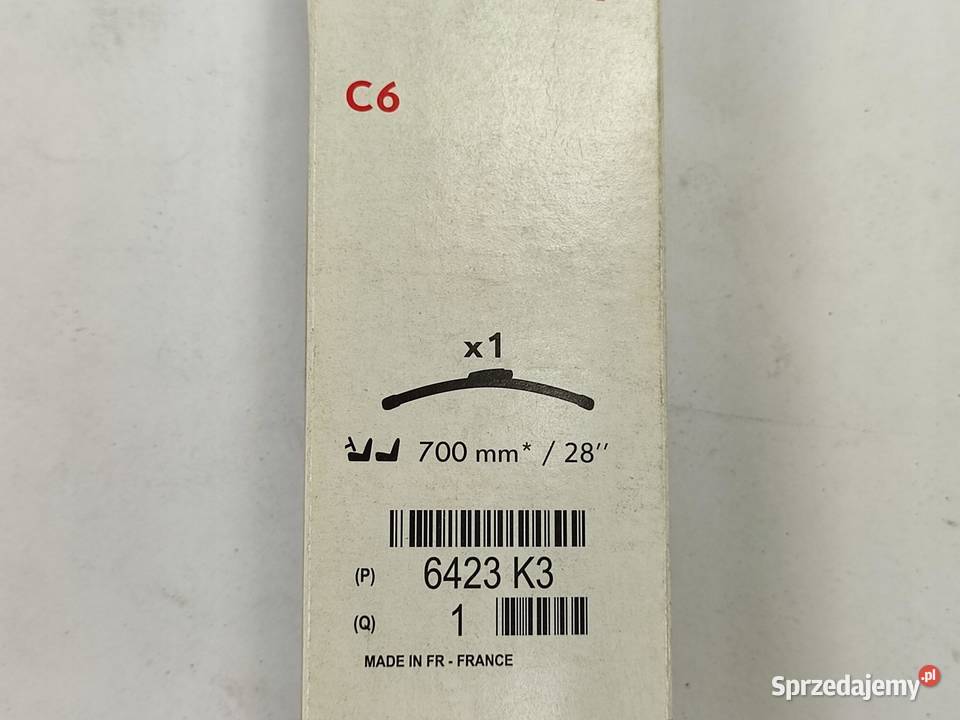 C6
x1
700 mm* / 28’’
(P) 6423 K3
(Q) 1
MADE IN FR - FRANCE
Sprzedajemy.pl